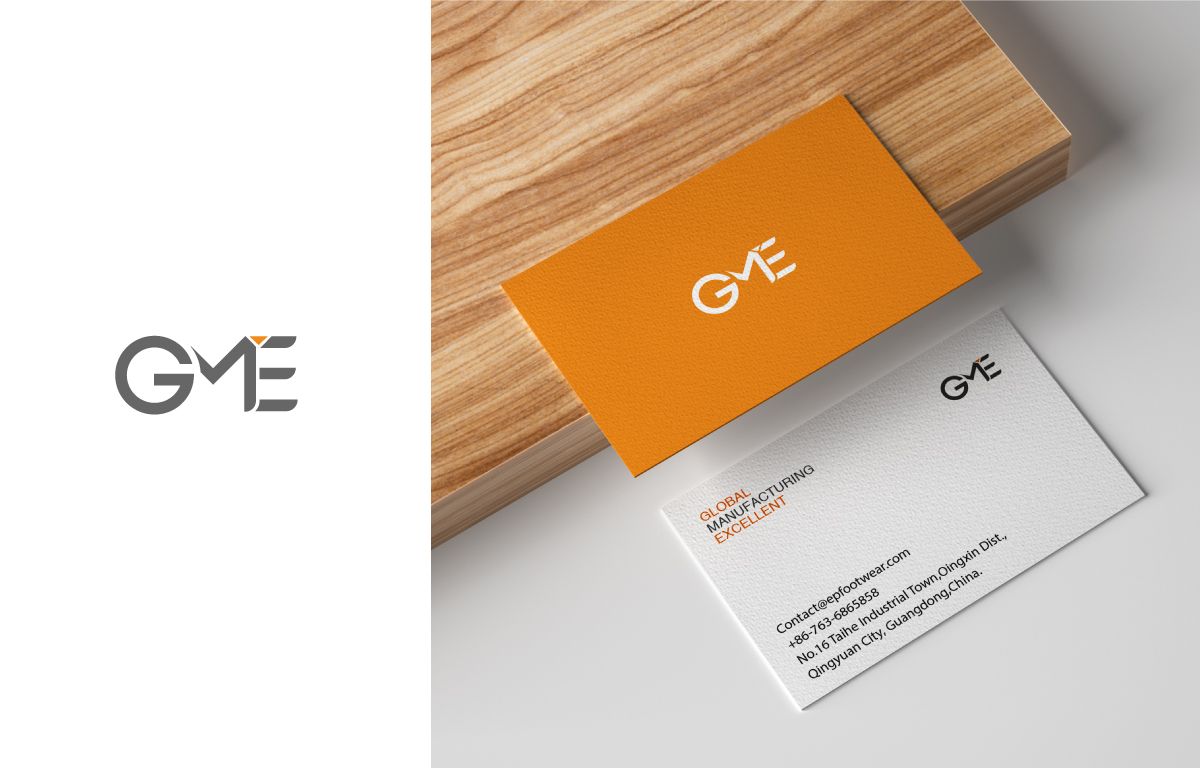 GME
GME
GME
GLOBAL
MANUFACTURING
EXCELLENT
Contact@epfootwear.com
+86-763-6865858
No.16 Taihe Industrial Town,Qingxin Dist.,
Qingyuan City, Guangdong,China.